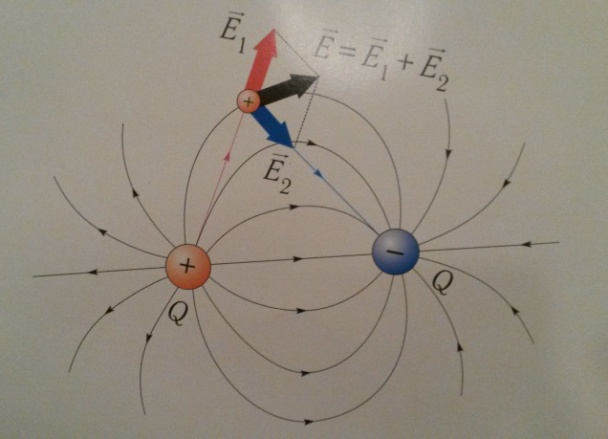 E⃗₁
E⃗ = E⃗₁ + E⃗₂
+
E⃗₂
+
−
Q
Q